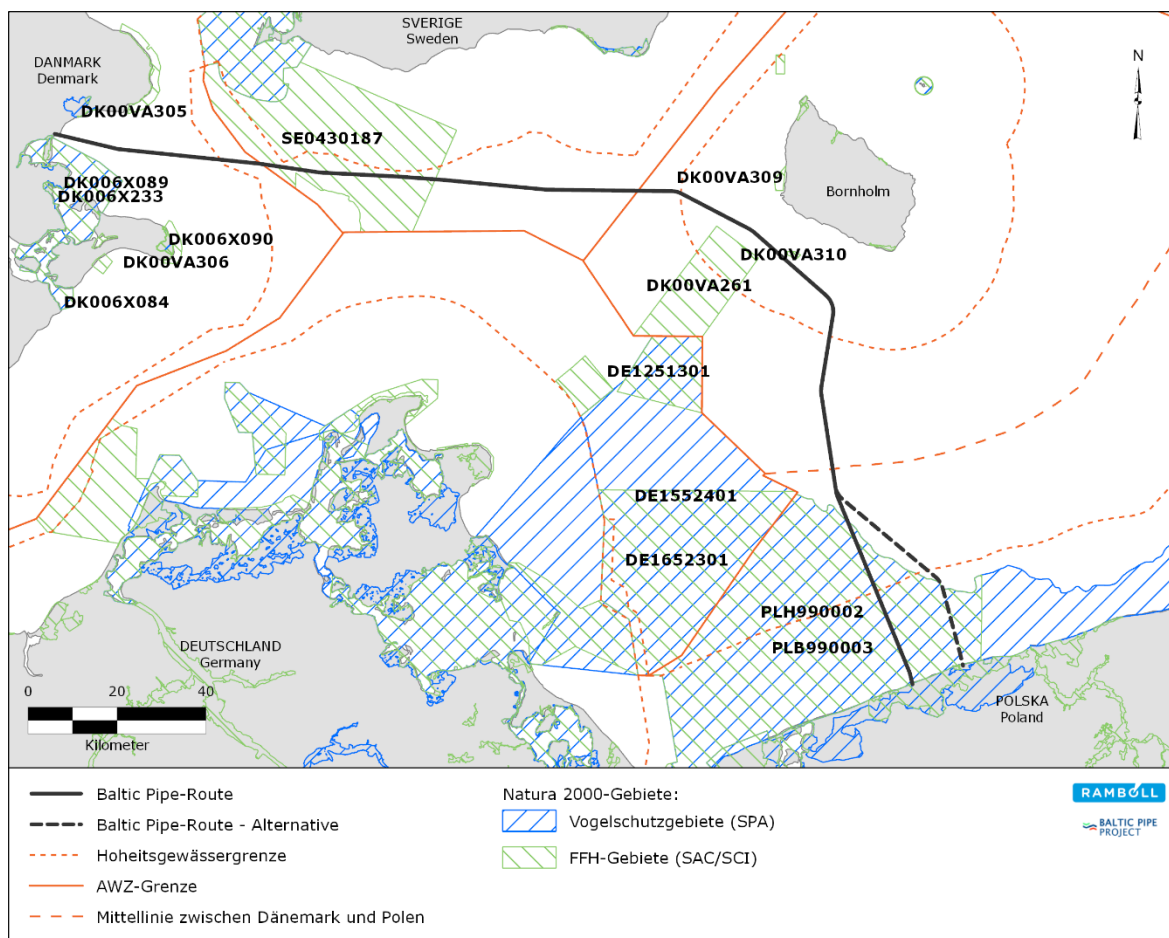 SVERIGE
Sweden
DANMARK
Denmark
N
DK00VA305
SE0430187
DK006X089
DK006X233
DK00VA309
Bornholm
DK006X090
DK00VA306
DK00VA310
DK006X084
DK00VA261
DE1251301
DE1552401
DE1652301
PLH990002
PLB990003
DEUTSCHLAND
Germany
POLSKA
Poland
0 20 40
Kilometer
Baltic Pipe-Route
Baltic Pipe-Route - Alternative
Hoheitsgewässergrenze
AWZ-Grenze
Mittellinie zwischen Dänemark und Polen
Natura 2000-Gebiete:
Vogelschutzgebiete (SPA)
FFH-Gebiete (SAC/SCI)
RAMBOLL
BALTIC PIPE
PROJECT